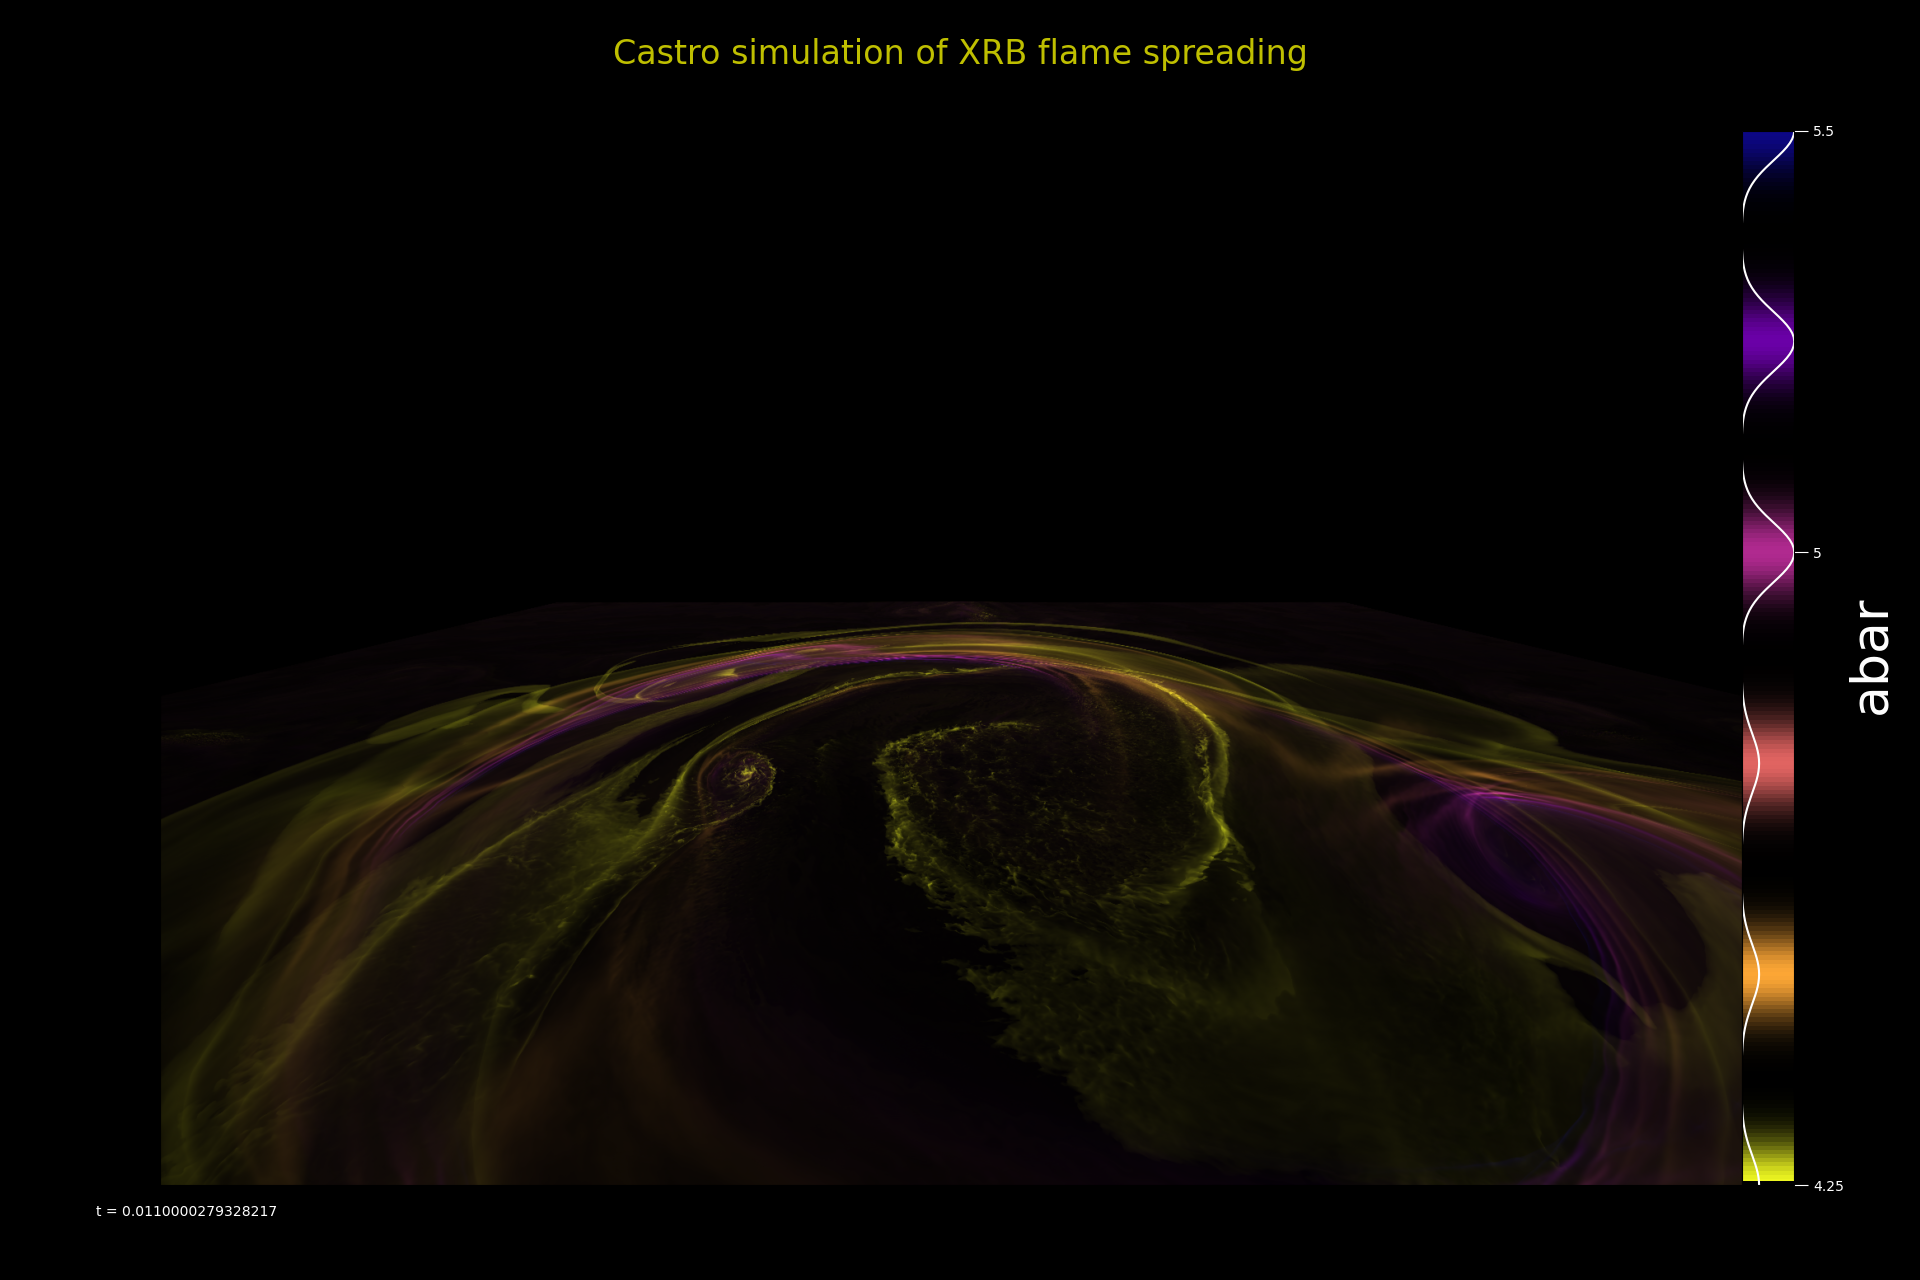 Castro simulation of XRB flame spreading
5.5
5
abar
4.25
t = 0.0110000279328217